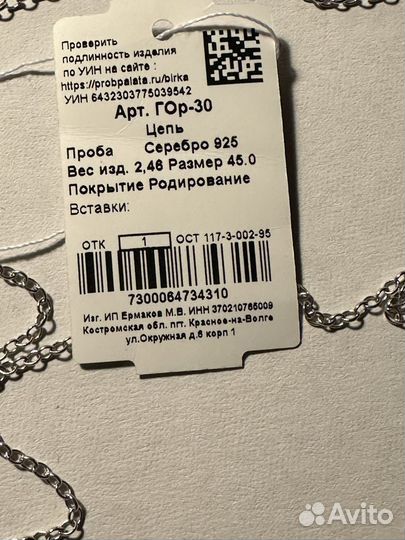 Проверить
подлинность изделия
по УИН на сайте :
https://probpalata.ru/birka
УИН 6432303775039542
Арт. ГОр-30
Цепь
Проба Серебро 925
Вес изд. 2,46 Размер 45.0
Покрытие Родирование
Вставки:
ОТК 1 ОСТ 117-3-002-95
7300064734310
Изг. ИП Ермаков М.В. ИНН 370210765009
Костромская обл. пгт. Красное-на-Волге
ул.Окружная д.6 корп 1
Avito